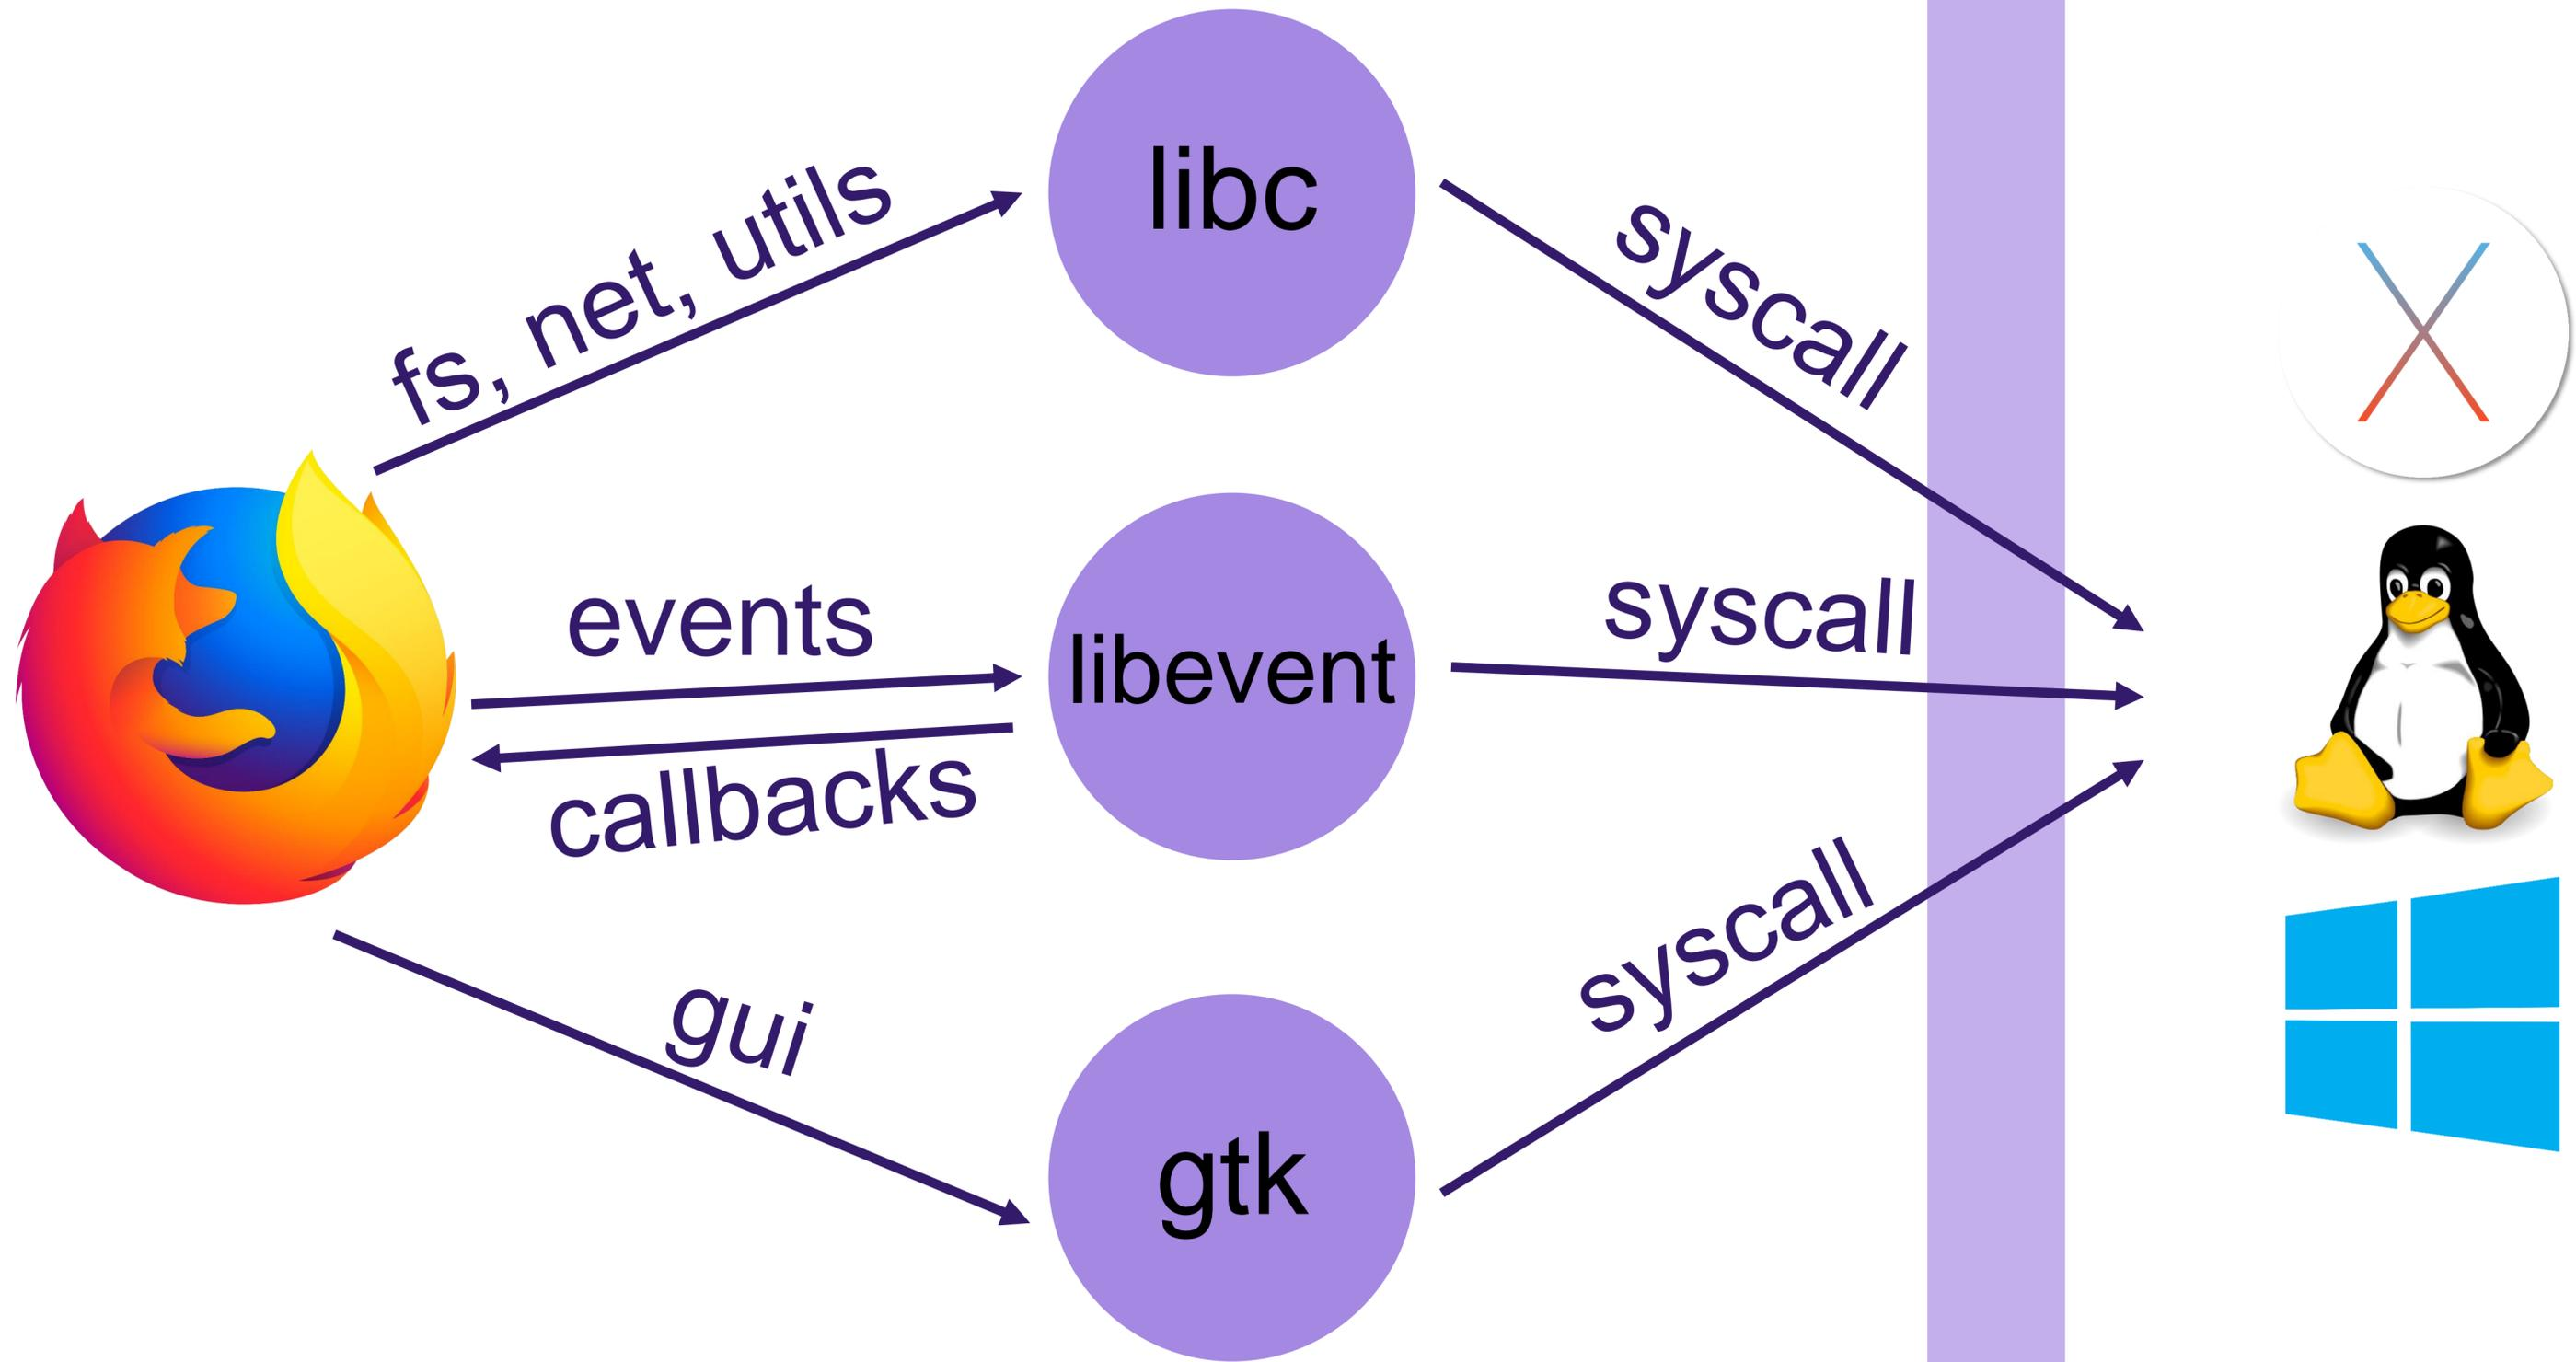 fs, net, utils
libc
syscall
events
libevent
syscall
callbacks
gui
gtk
syscall